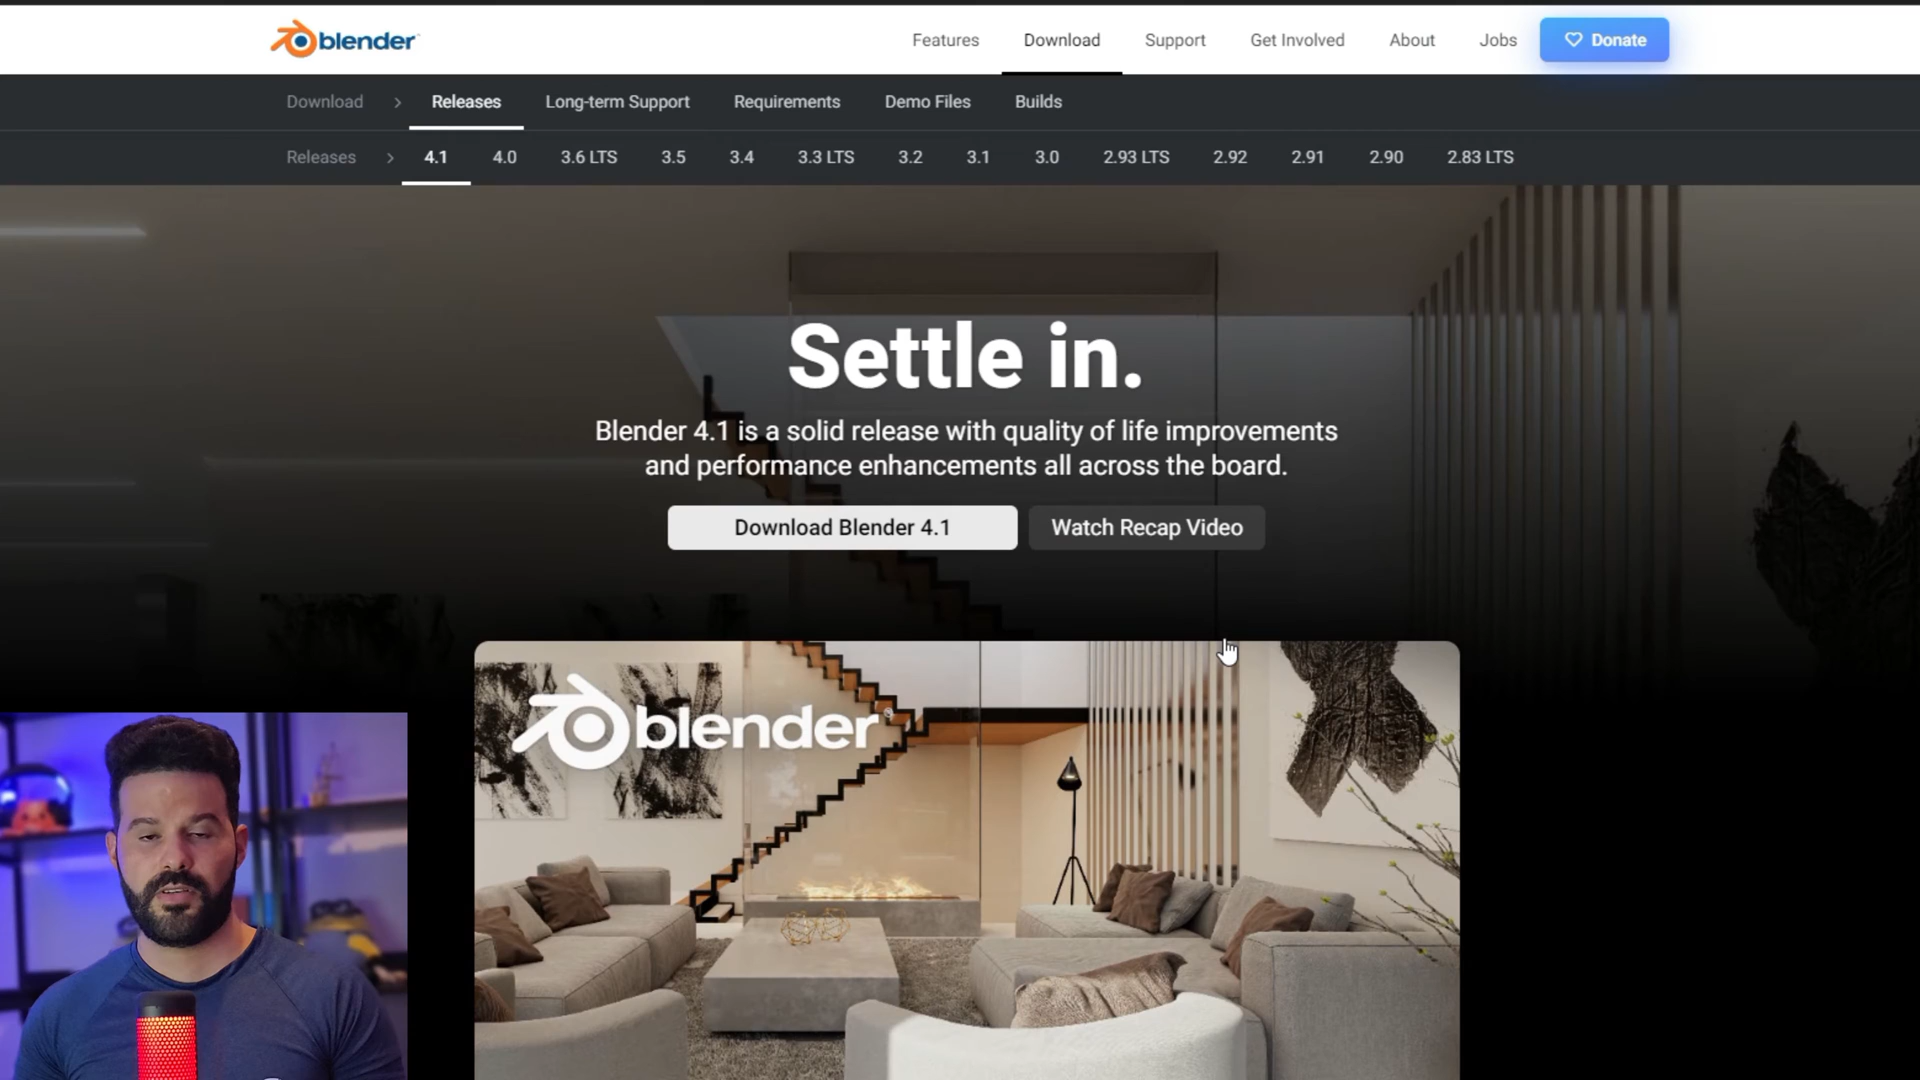 blender
Features Download Support Get Involved About Jobs Donate
Download > Releases Long-term Support Requirements Demo Files Builds
Releases > 4.1 4.0 3.6 LTS 3.5 3.4 3.3 LTS 3.2 3.1 3.0 2.93 LTS 2.92 2.91 2.90 2.83 LTS
Settle in.
Blender 4.1 is a solid release with quality of life improvements
and performance enhancements all across the board.
Download Blender 4.1 Watch Recap Video
blender®